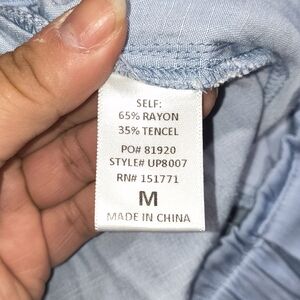 SELF:
65% RAYON
35% TENCEL
PO# 81920
STYLE# UP8007
RN# 151771
M
MADE IN CHINA